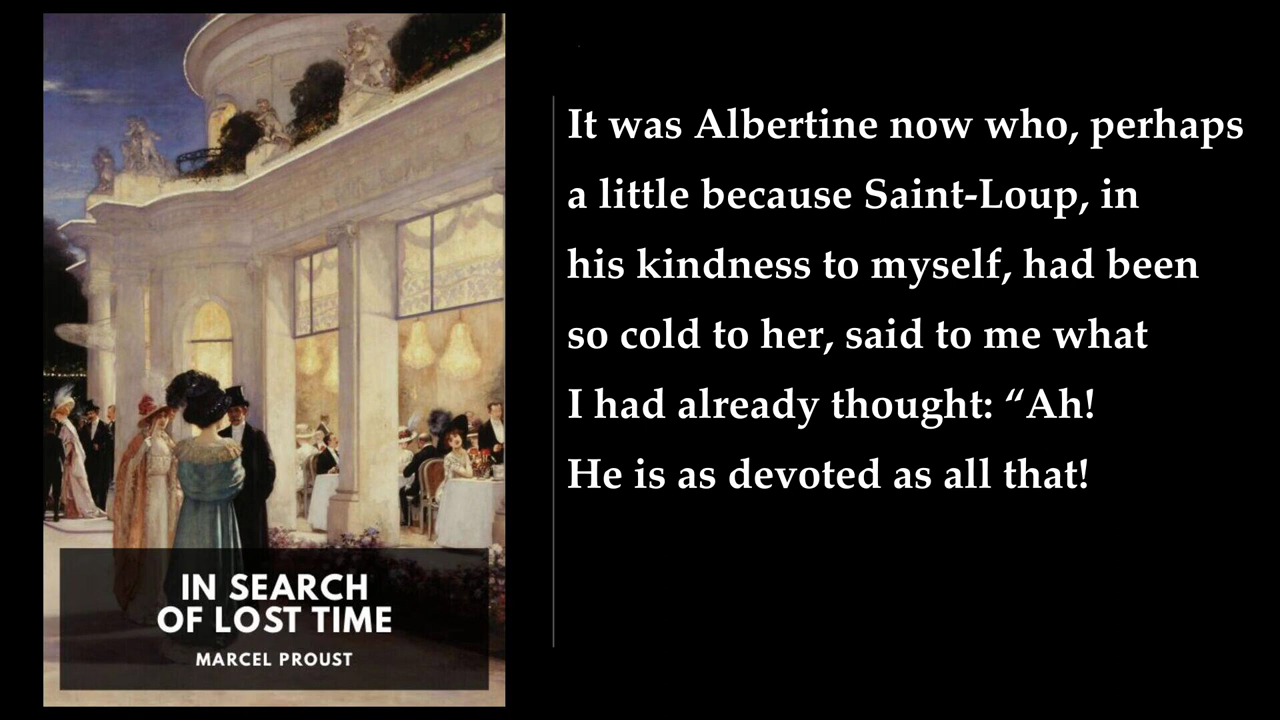 IN SEARCH
OF LOST TIME
MARCEL PROUST
It was Albertine now who, perhaps
a little because Saint-Loup, in
his kindness to myself, had been
so cold to her, said to me what
I had already thought: “Ah!
He is as devoted as all that!